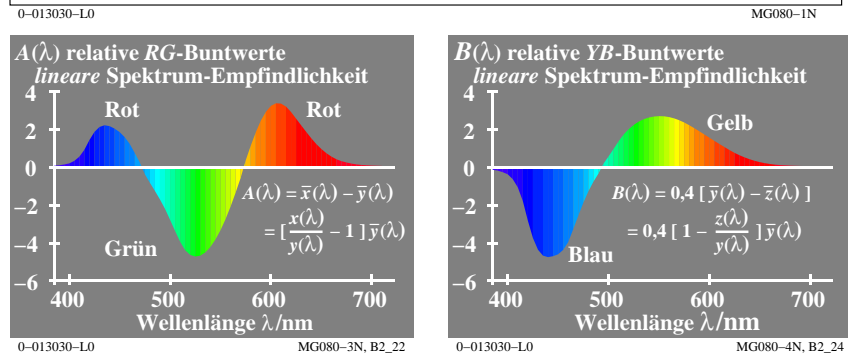 0–013030–L0 MG080–1N
A(λ) relative RG-Buntwerte
lineare Spektrum-Empfindlichkeit
4
Rot Rot
2
0
−2
A(λ) = x̅(λ) − y̅(λ)
−4
Grün
= [ x(λ)/y(λ) − 1 ] y̅(λ)
−6
400 500 600 700
Wellenlänge λ/nm
0–013030–L0 MG080–3N, B2_22
B(λ) relative YB-Buntwerte
lineare Spektrum-Empfindlichkeit
4
Gelb
2
0
−2
B(λ) = 0,4 [ y̅(λ) − z̅(λ) ]
−4
= 0,4 [ 1 − z(λ)/y(λ) ] y̅(λ)
Blau
−6
400 500 600 700
Wellenlänge λ/nm
0–013030–L0 MG080–4N, B2_24